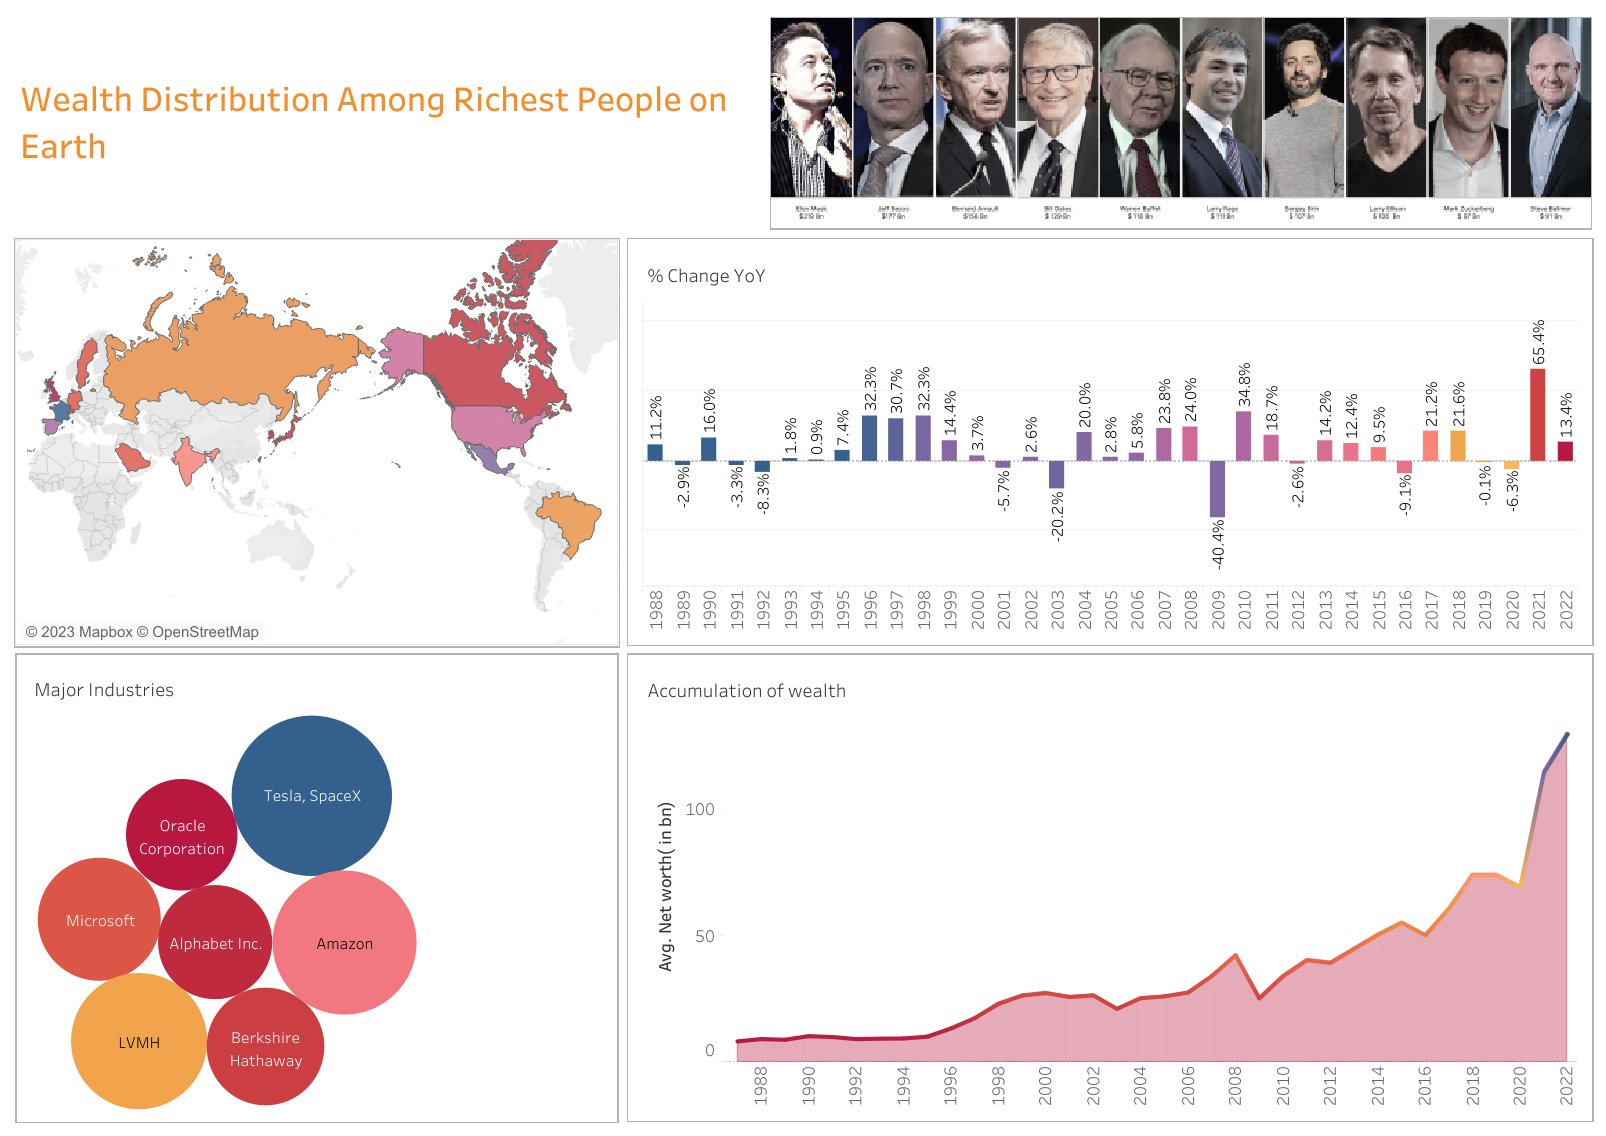 Wealth Distribution Among Richest People on
Earth
Elon Musk
$219 Bn
Jeff Bezos
$177 Bn
Bernard Arnault
$158 Bn
Bill Gates
$ 129 Bn
Warren Buffet
$ 118 Bn
Larry Page
$ 111 Bn
$ 107 Bn
Larry Ellison
Mark Zuckerberg
Steve Ballmer
$ 91 Bn
© 2023 Mapbox © OpenStreetMap
% Change YoY
11.2%
-2.9%
16.0%
-3.3%
-8.3%
1.8%
0.9%
7.4%
32.3%
30.7%
32.3%
14.4%
3.7%
-5.7%
2.6%
-20.2%
20.0%
2.8%
5.8%
23.8%
24.0%
-40.4%
34.8%
18.7%
-2.6%
14.2%
12.4%
9.5%
-9.1%
21.2%
21.6%
-0.1%
-6.3%
65.4%
13.4%
1988
1989
1990
1991
1992
1993
1994
1995
1996
1997
1998
1999
2000
2001
2002
2003
2004
2005
2006
2007
2008
2009
2010
2011
2012
2013
2014
2015
2016
2017
2018
2019
2020
2021
2022
Major Industries
Tesla, SpaceX
Oracle
Corporation
Microsoft
Alphabet Inc.
Amazon
LVMH
Berkshire
Hathaway
Accumulation of wealth
Avg. Net worth( in bn)
100
50
0
1988
1990
1992
1994
1996
1998
2000
2002
2004
2006
2008
2010
2012
2014
2016
2018
2020
2022